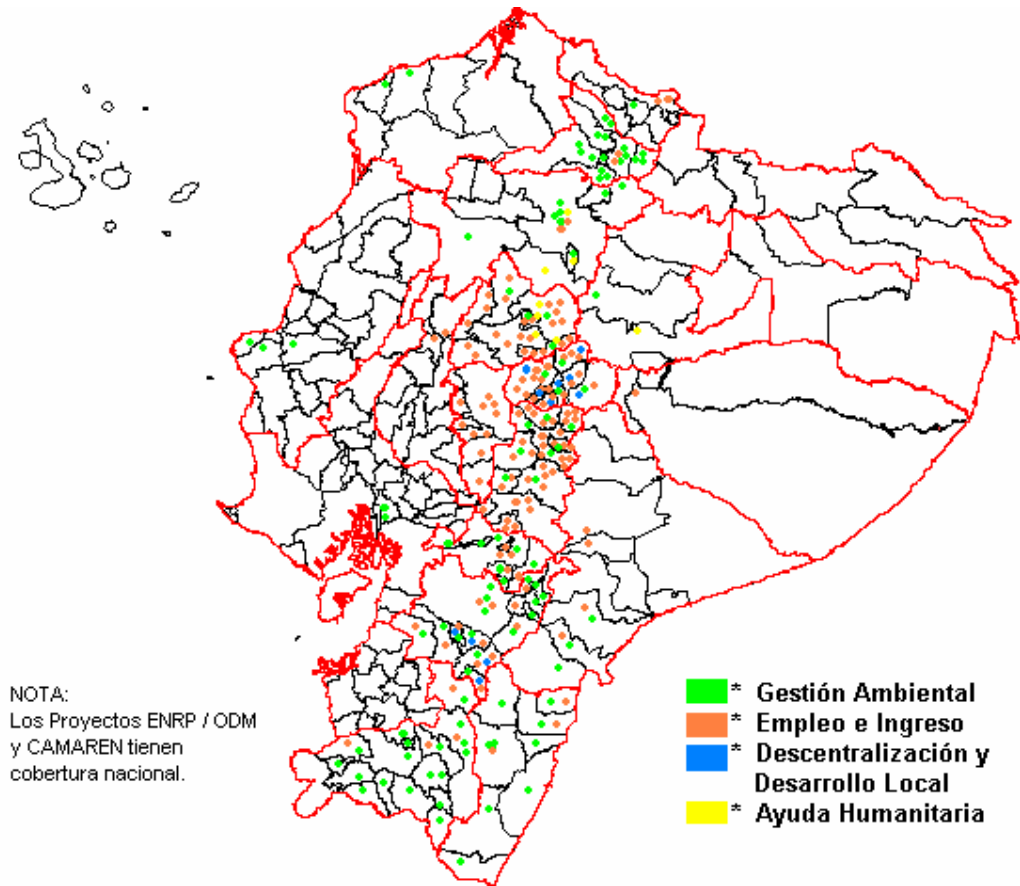 NOTA:
Los Proyectos ENRP / ODM
y CAMAREN tienen
cobertura nacional.
* Gestión Ambiental
* Empleo e Ingreso
* Descentralización y
Desarrollo Local
* Ayuda Humanitaria